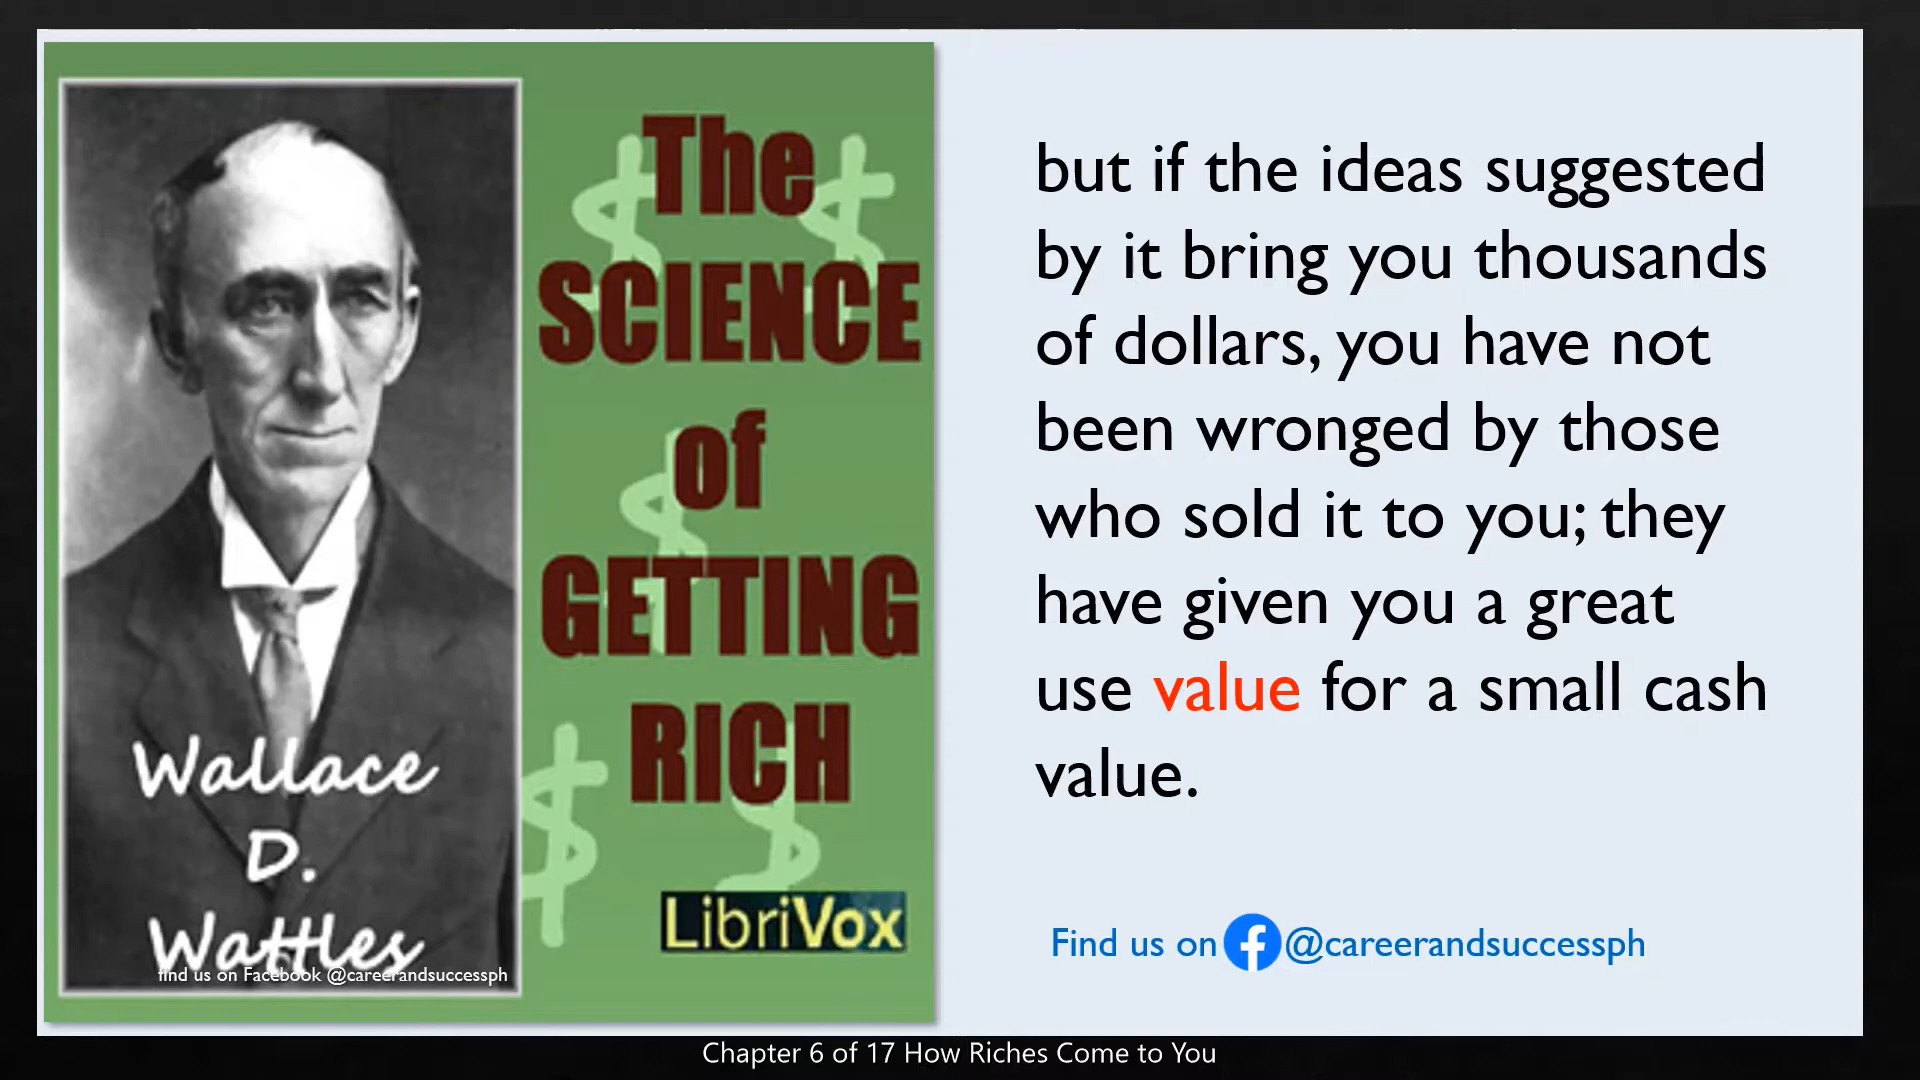 The
SCIENCE
of
GETTING
RICH
Wallace
D.
Wattles
find us on Facebook @careerandsuccessph
LibriVox
but if the ideas suggested
by it bring you thousands
of dollars, you have not
been wronged by those
who sold it to you; they
have given you a great
use value for a small cash
value.
Find us on @careerandsuccessph
Chapter 6 of 17 How Riches Come to You